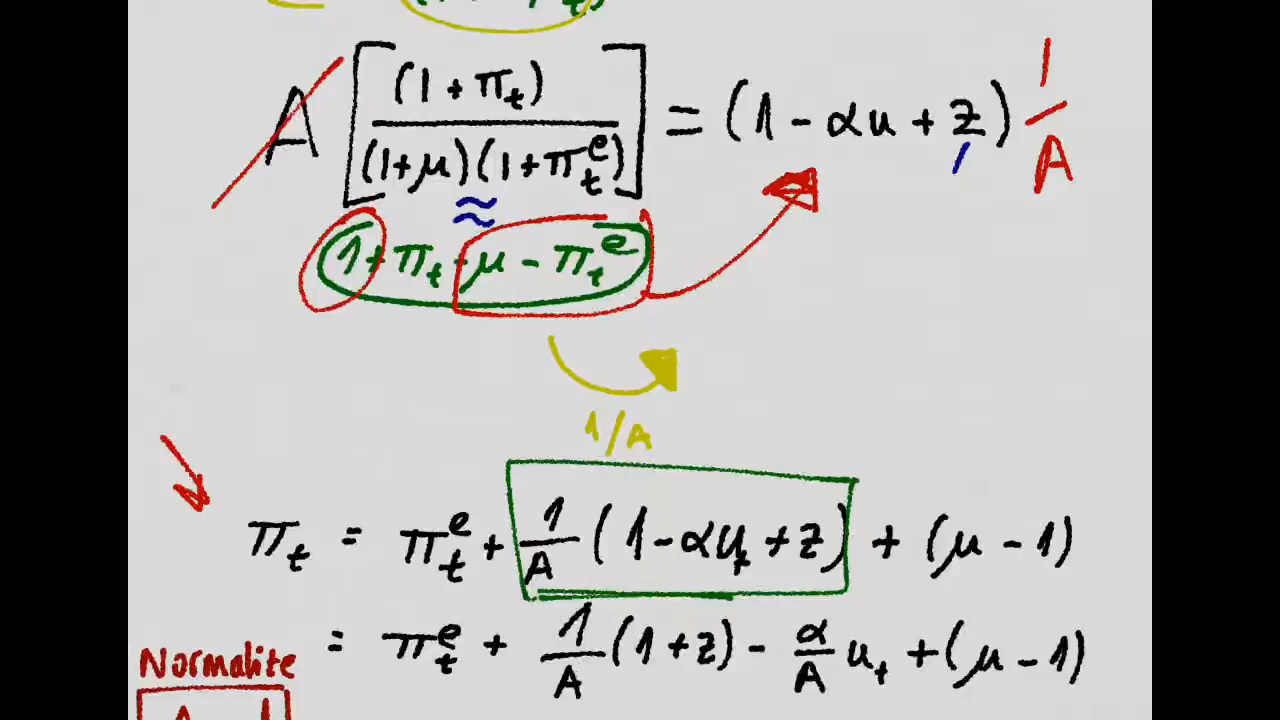 A [ (1 + π_t) / (1+μ)(1+π_t^e) ] = (1 - αu + z) 1/A
≈
1 + π_t - μ - π_t^e
1/A
π_t = π_t^e + 1/A (1 - αu_t + z) + (μ - 1)
= π_t^e + 1/A (1+z) - α/A u_t + (μ - 1)
Normalite